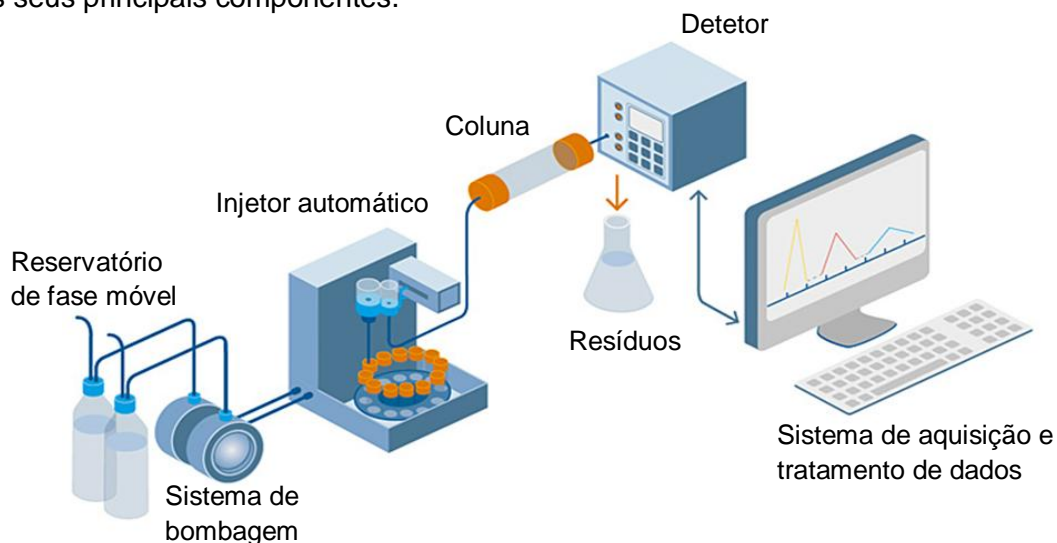 s seus principais componentes.
Detetor
Coluna
Injetor automático
Reservatório
de fase móvel
Resíduos
Sistema de aquisição e
tratamento de dados
Sistema de
bombagem